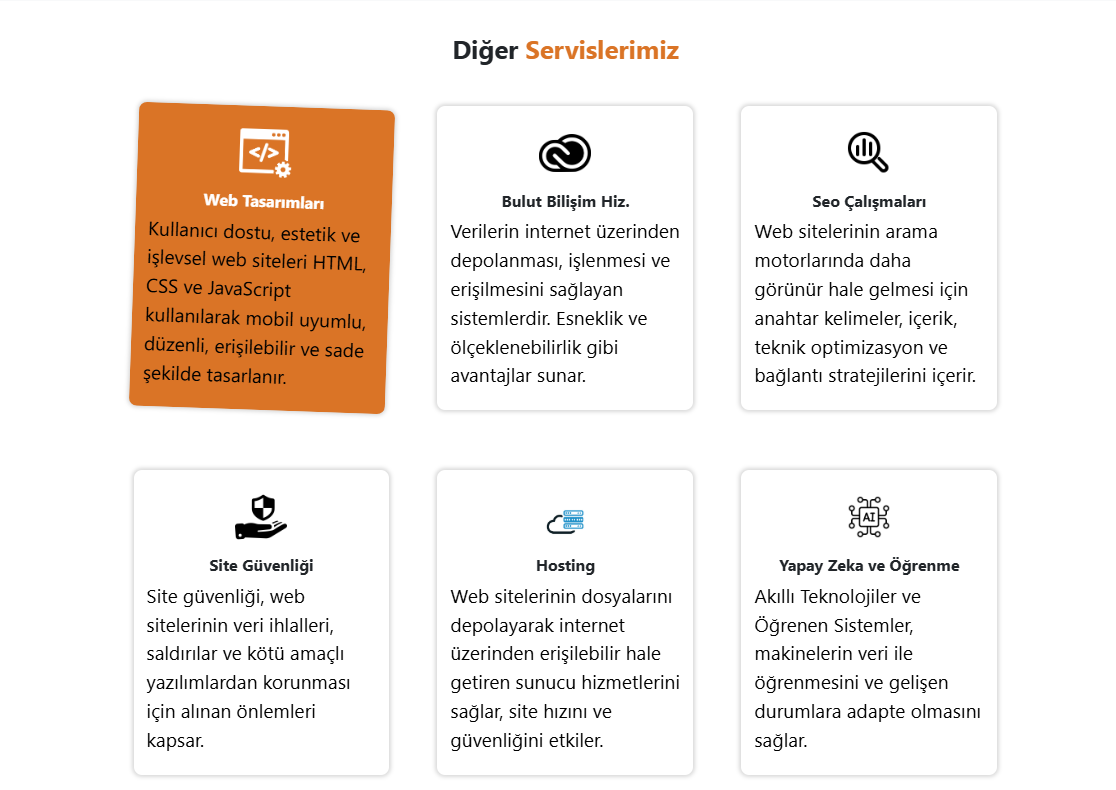 Diğer Servislerimiz
</>
Web Tasarımları
Kullanıcı dostu, estetik ve
işlevsel web siteleri HTML,
CSS ve JavaScript
kullanılarak mobil uyumlu,
düzenli, erişilebilir ve sade
şekilde tasarlanır.
Bulut Bilişim Hiz.
Verilerin internet üzerinden
depolanması, işlenmesi ve
erişilmesini sağlayan
sistemlerdir. Esneklik ve
ölçeklenebilirlik gibi
avantajlar sunar.
Seo Çalışmaları
Web sitelerinin arama
motorlarında daha
görünür hale gelmesi için
anahtar kelimeler, içerik,
teknik optimizasyon ve
bağlantı stratejilerini içerir.
Site Güvenliği
Site güvenliği, web
sitelerinin veri ihlalleri,
saldırılar ve kötü amaçlı
yazılımlardan korunması
için alınan önlemleri
kapsar.
Hosting
Web sitelerinin dosyalarını
depolayarak internet
üzerinden erişilebilir hale
getiren sunucu hizmetlerini
sağlar, site hızını ve
güvenliğini etkiler.
AI
Yapay Zeka ve Öğrenme
Akıllı Teknolojiler ve
Öğrenen Sistemler,
makinelerin veri ile
öğrenmesini ve gelişen
durumlara adapte olmasını
sağlar.